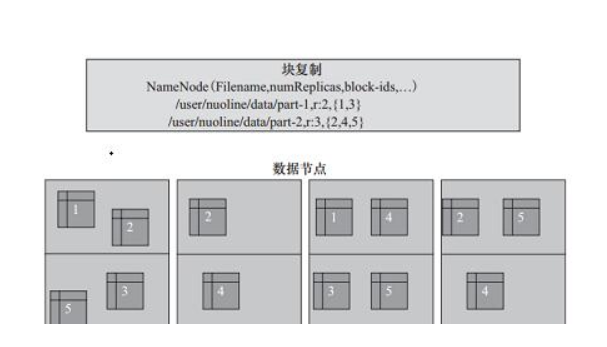 块复制
NameNode(Filename,numReplicas,block-ids,…)
/user/nuoline/data/part-1,r:2,{1,3}
/user/nuoline/data/part-2,r:3,{2,4,5}
数据节点
1
2
2
1
4
2
5
5
3
4
3
5
4